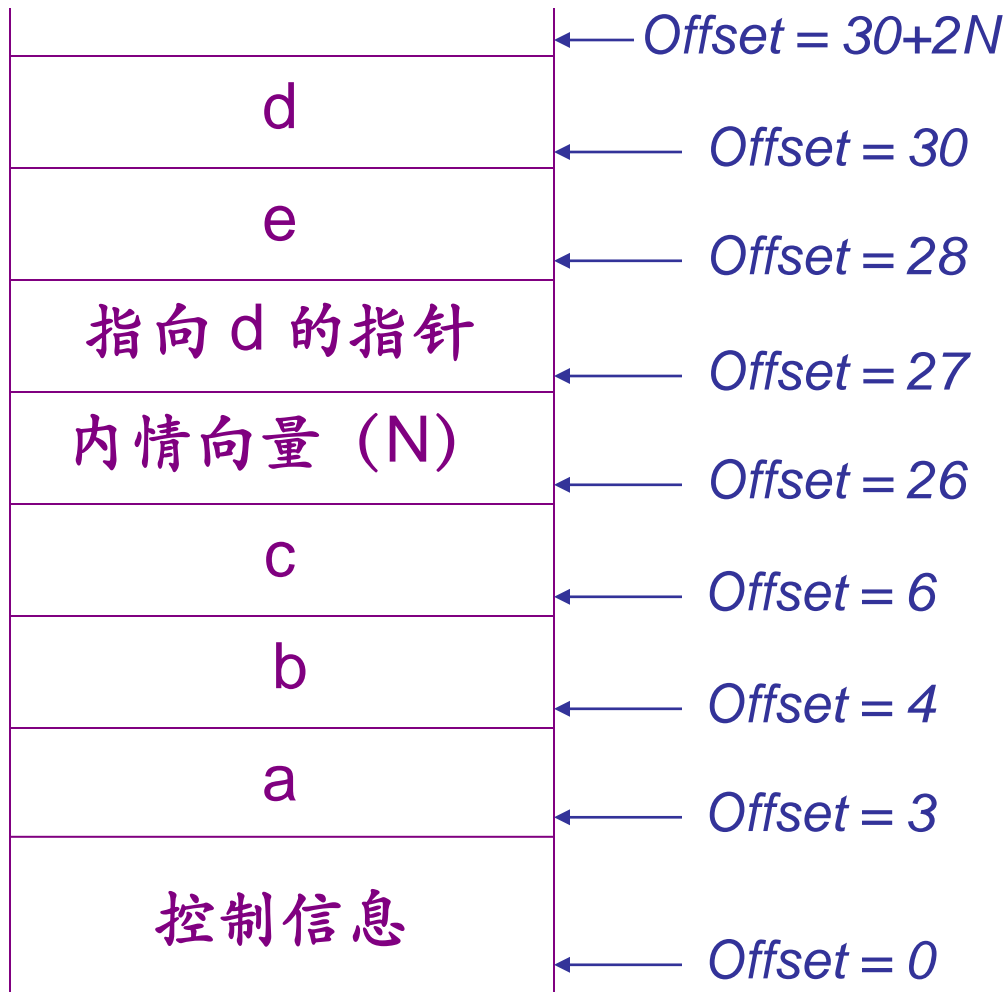 Offset = 30+2N
d
Offset = 30
e
Offset = 28
指向 d 的指针
Offset = 27
内情向量 (N)
Offset = 26
c
Offset = 6
b
Offset = 4
a
Offset = 3
控制信息
Offset = 0